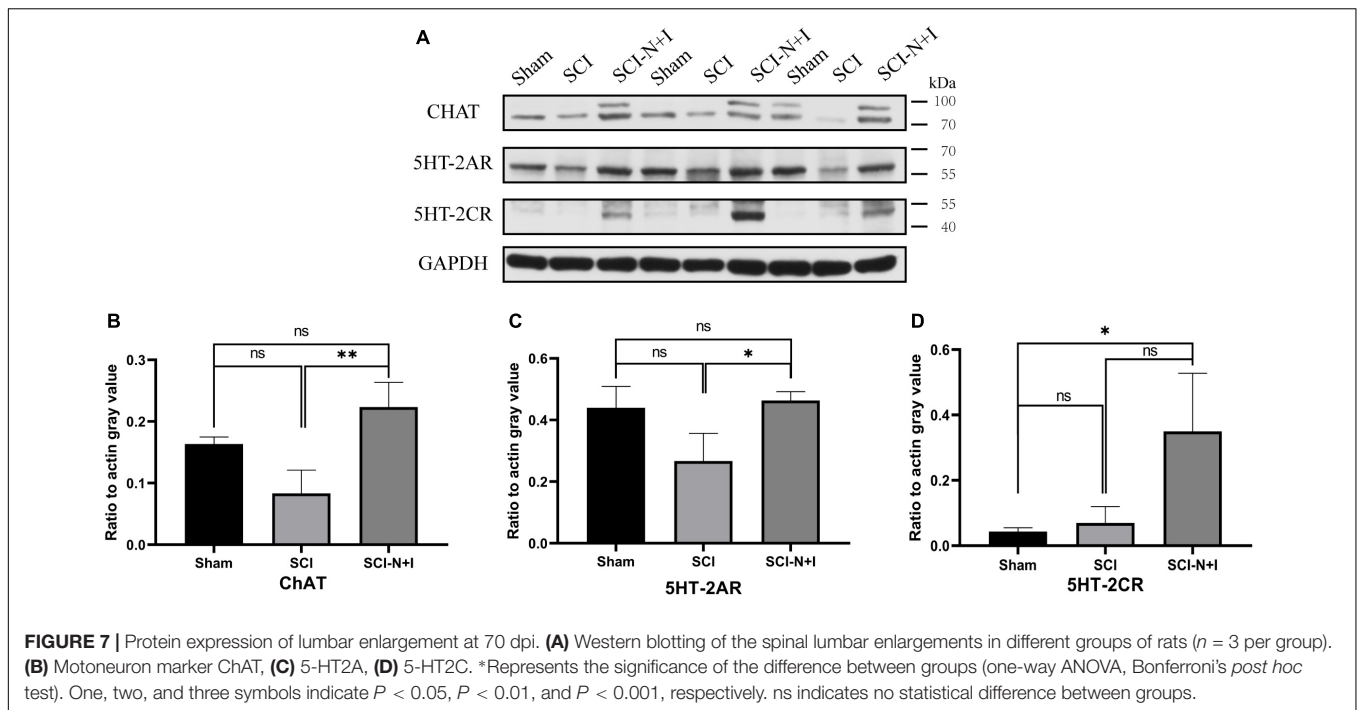 A
Sham SCI SCI-N+I Sham SCI SCI-N+I Sham SCI SCI-N+I
kDa
CHAT
100
70
5HT-2AR
70
55
5HT-2CR
55
40
GAPDH
B
Ratio to actin gray value
0.3
0.2
0.1
0.0
ns
ns **
Sham SCI SCI-N+I
ChAT
C
Ratio to actin gray value
0.6
0.4
0.2
0.0
ns
ns *
Sham SCI SCI-N+I
5HT-2AR
D
Ratio to actin gray value
0.6
0.4
0.2
0.0
*
ns
ns
Sham SCI SCI-N+I
5HT-2CR
FIGURE 7 | Protein expression of lumbar enlargement at 70 dpi. (A) Western blotting of the spinal lumbar enlargements in different groups of rats (n = 3 per group).
(B) Motoneuron marker ChAT, (C) 5-HT2A, (D) 5-HT2C. *Represents the significance of the difference between groups (one-way ANOVA, Bonferroni's post hoc
test). One, two, and three symbols indicate P < 0.05, P < 0.01, and P < 0.001, respectively. ns indicates no statistical difference between groups.